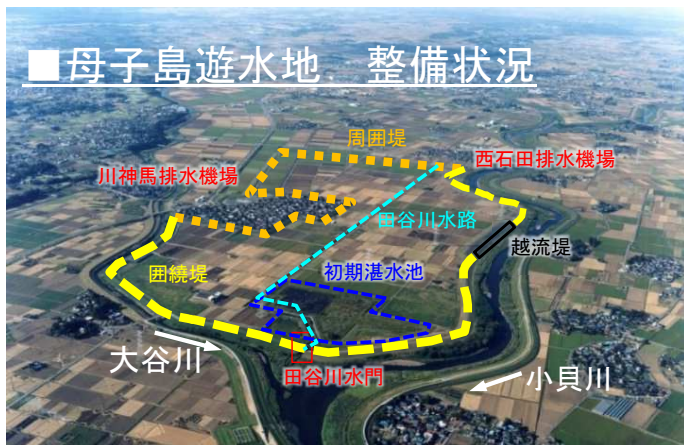 ■母子島遊水地．整備状況
周囲堤
西石田排水機場
川神馬排水機場
田谷川水路
越流堤
囲繞堤
初期湛水池
大谷川
田谷川水門
小貝川